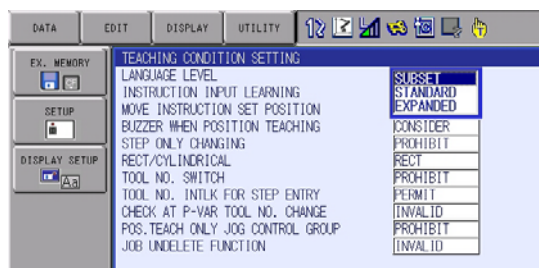 DATA EDIT DISPLAY UTILITY
EX. MEMORY
SETUP
DISPLAY SETUP
TEACHING CONDITION SETTING
LANGUAGE LEVEL SUBSET
INSTRUCTION INPUT LEARNING STANDARD
MOVE INSTRUCTION SET POSITION EXPANDED
BUZZER WHEN POSITION TEACHING CONSIDER
STEP ONLY CHANGING PROHIBIT
RECT/CYLINDRICAL RECT
TOOL NO. SWITCH PROHIBIT
TOOL NO. INTLK FOR STEP ENTRY PERMIT
CHECK AT P-VAR TOOL NO. CHANGE INVALID
POS.TEACH ONLY JOG CONTROL GROUP PROHIBIT
JOB UNDELETE FUNCTION INVALID